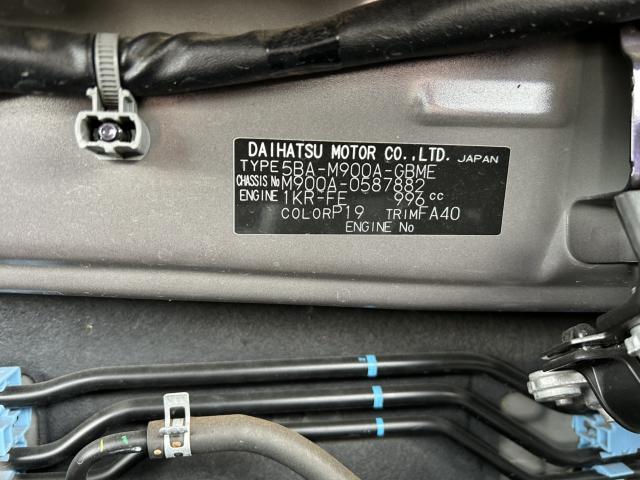 DAIHATSU MOTOR CO.,LTD. JAPAN
TYPE 5BA-M900A-GBME
CHASSIS No M900A-0587882
ENGINE 1KR-FE 996 cc
COLOR P19 TRIM FA40
ENGINE No